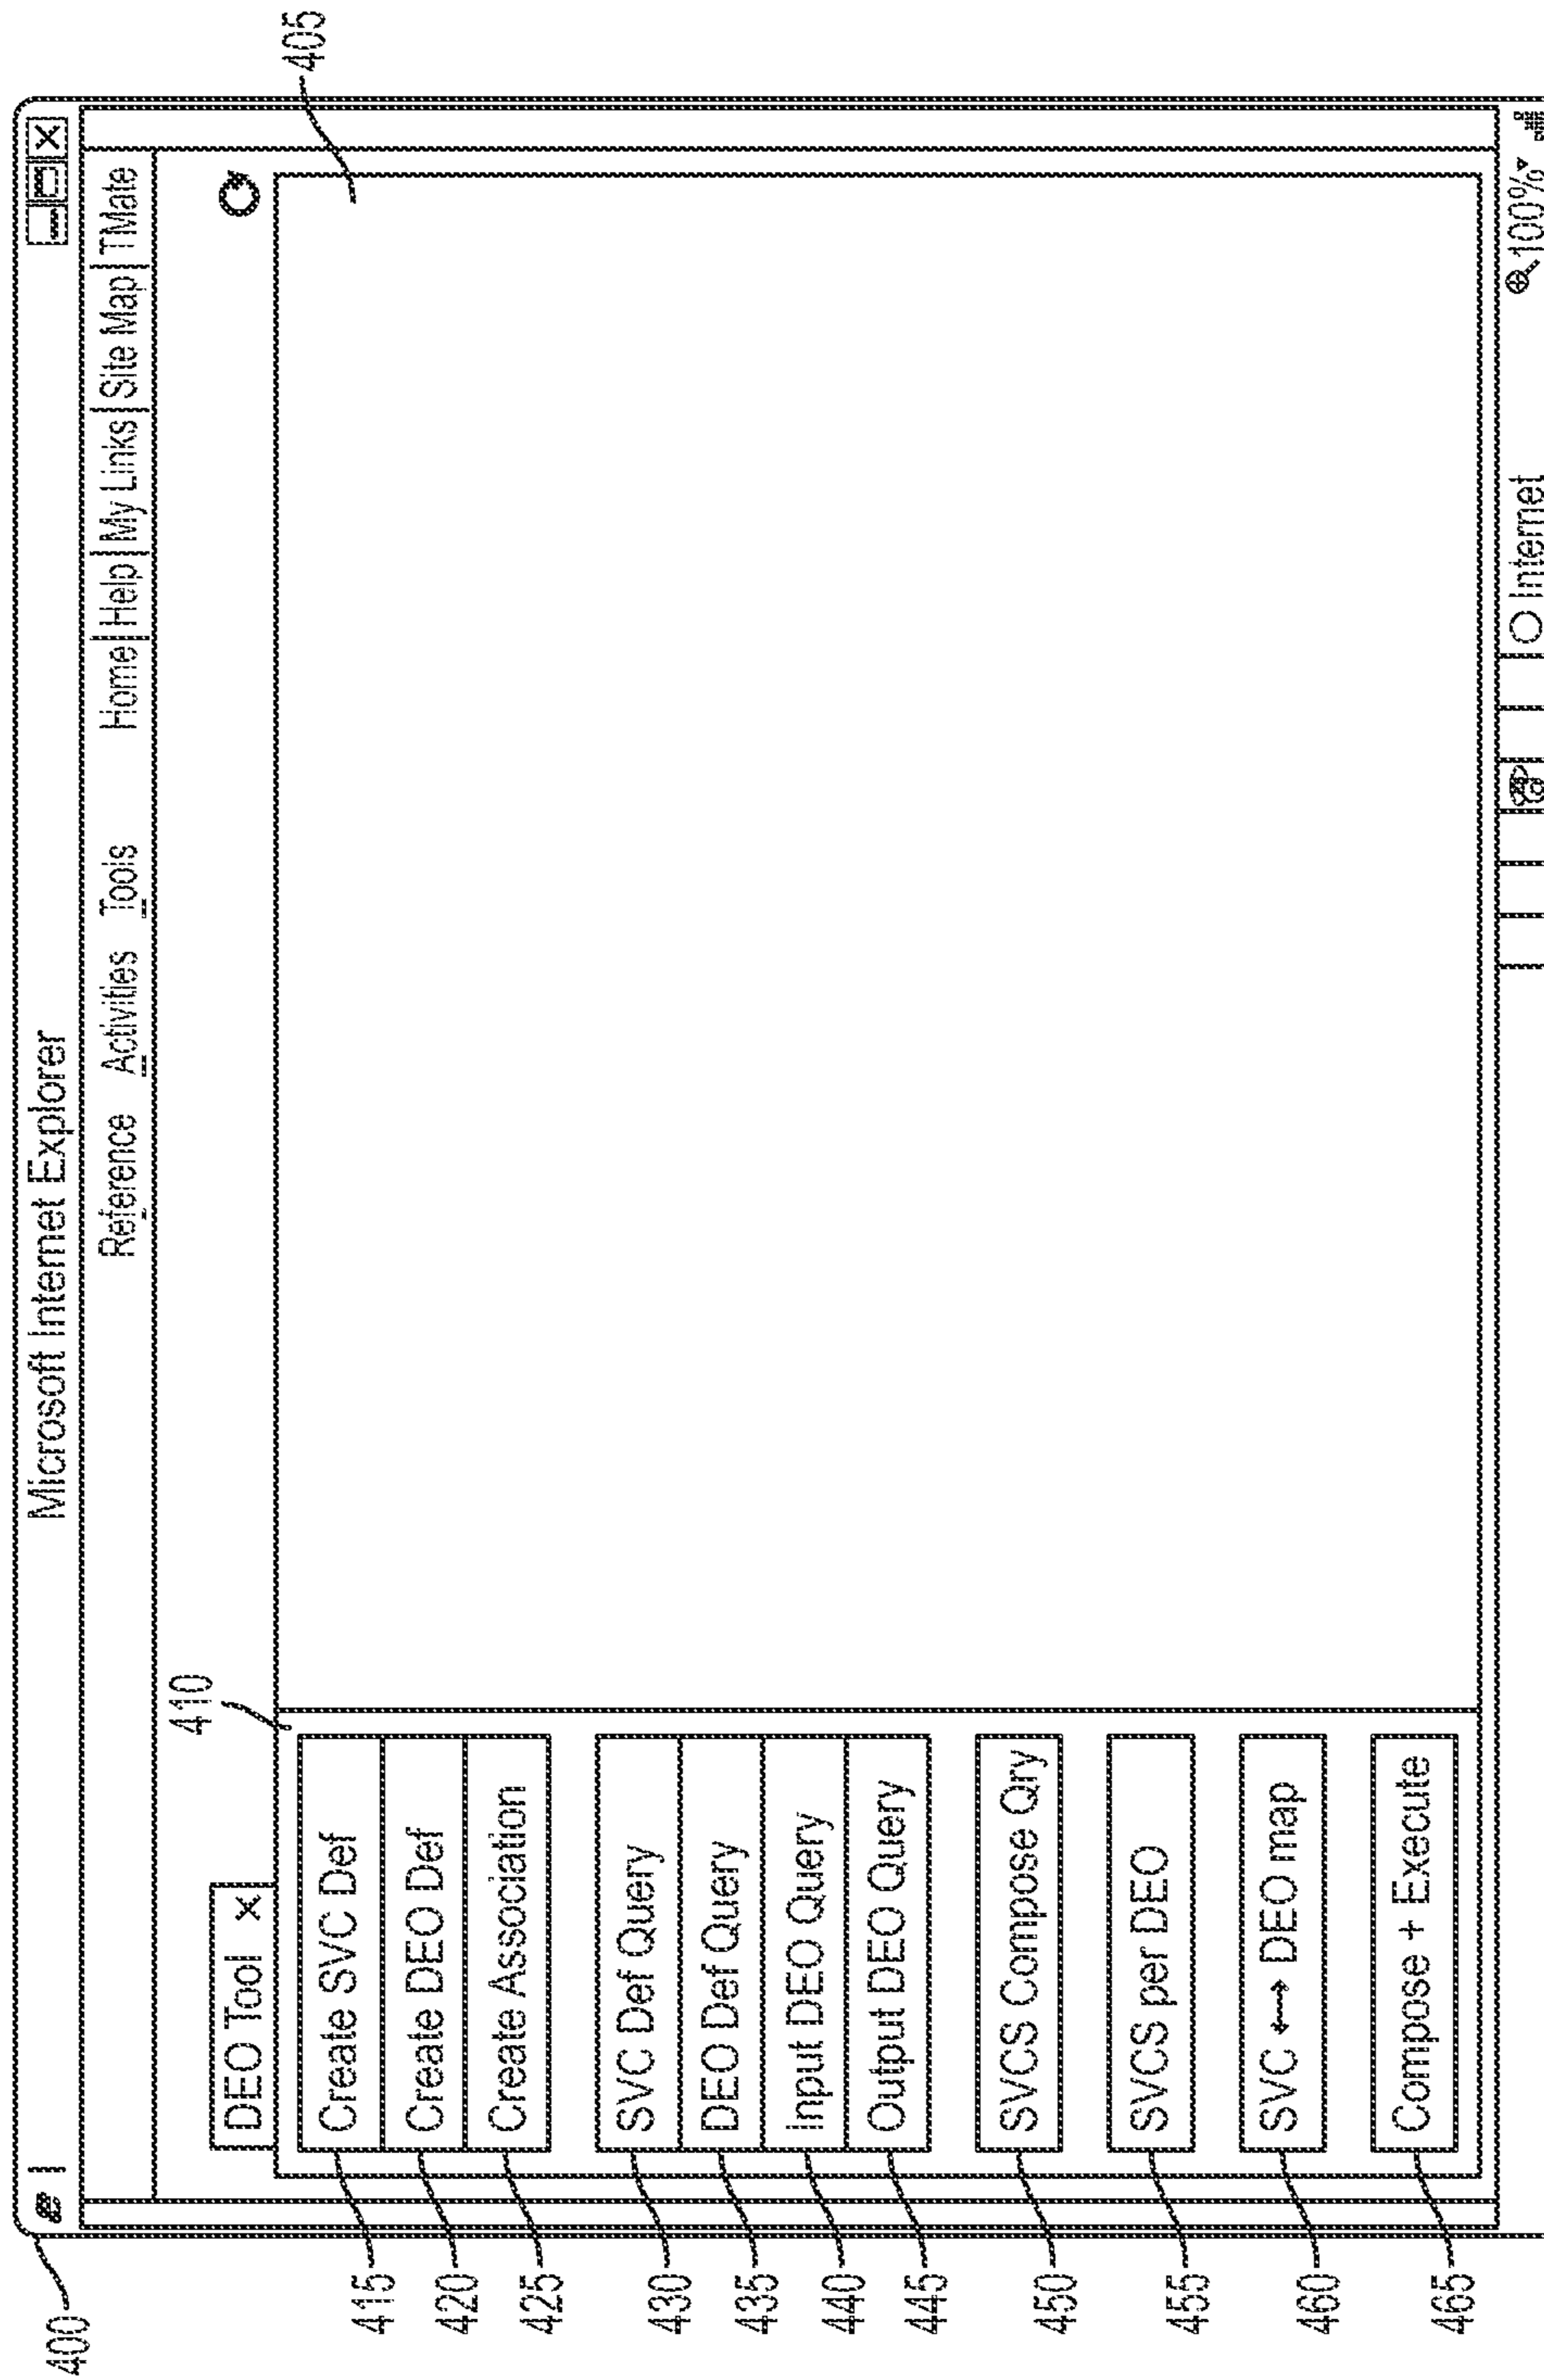 400
Microsoft Internet Explorer
Reference Activities Tools Home | Help | My Links | Site Map | TMate
410
405
DEO Tool x
415 Create SVC Def
420 Create DEO Def
425 Create Association
430 SVC Def Query
435 DEO Def Query
440 Input DEO Query
445 Output DEO Query
450 SVCS Compose Qry
455 SVCS per DEO
460 SVC ↔ DEO map
465 Compose + Execute
Internet 100%